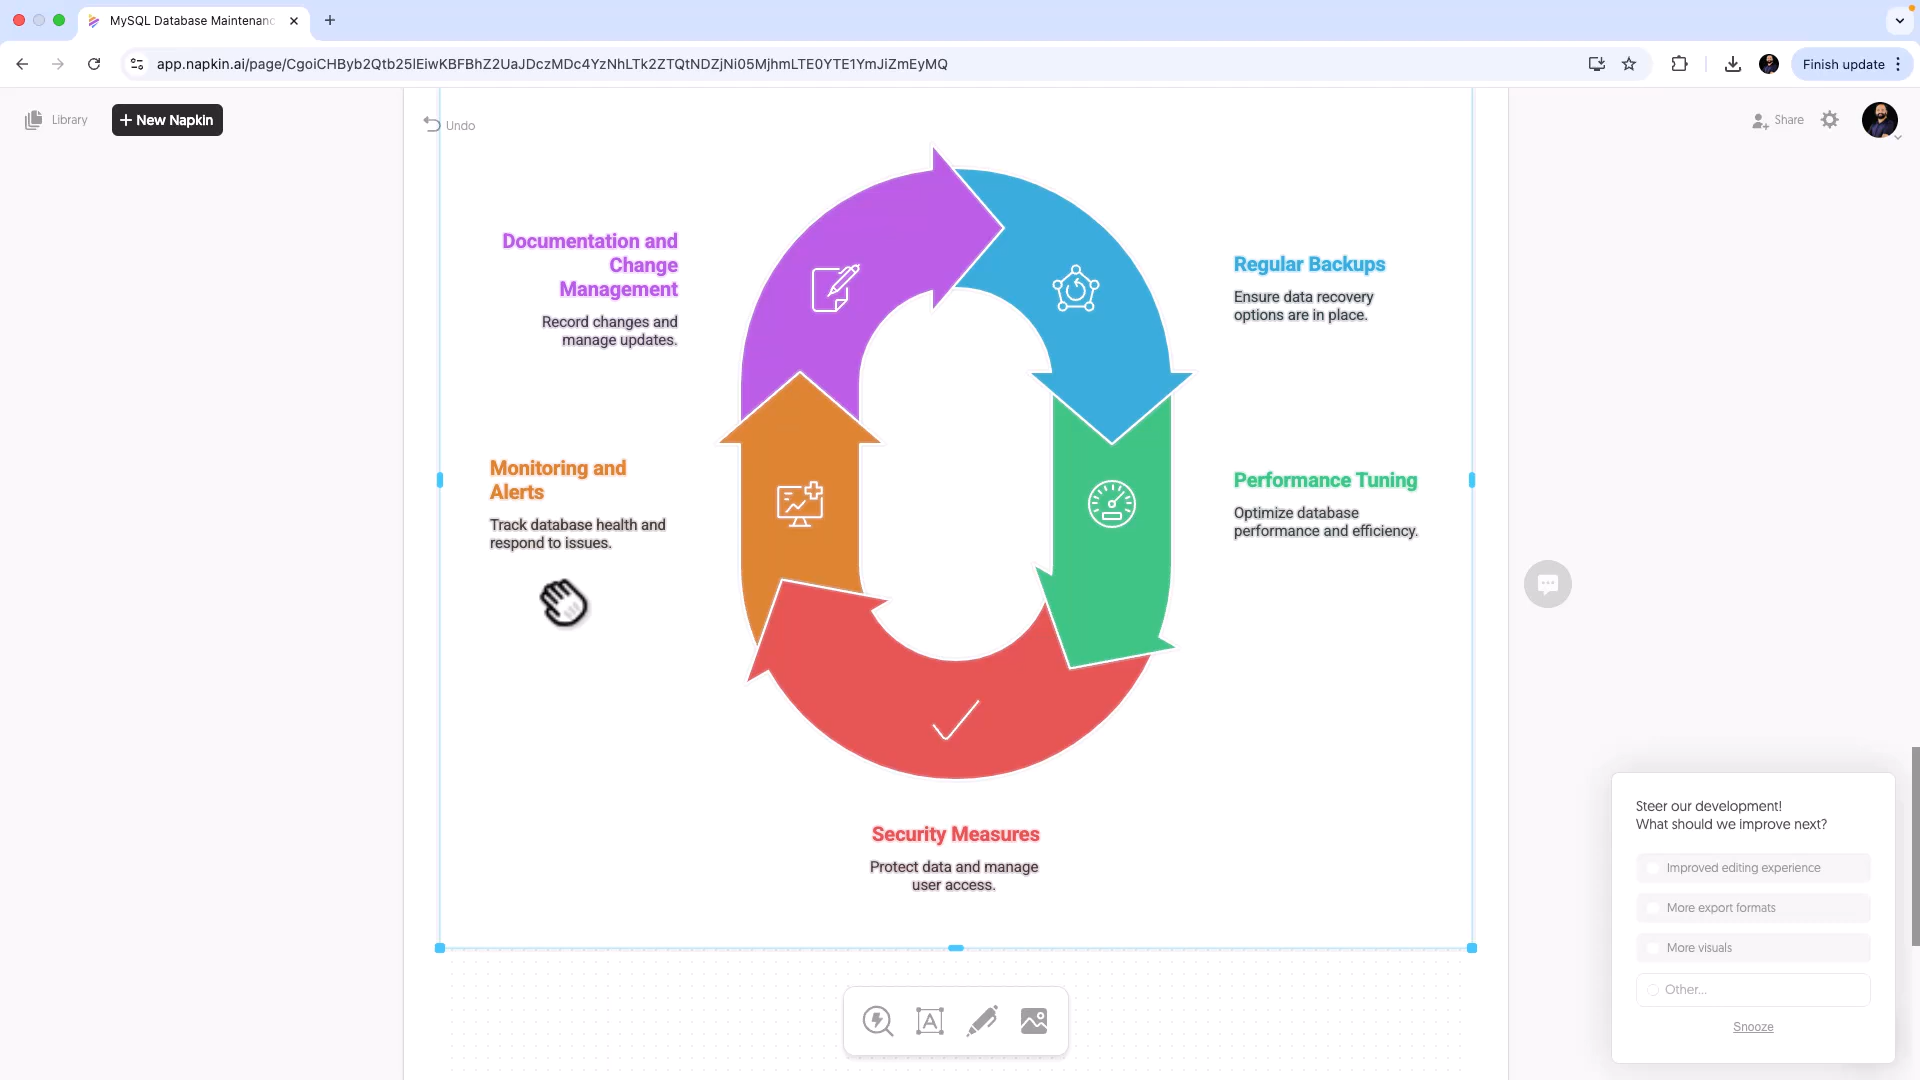 MySQL Database Maintenanc
app.napkin.ai/page/CgoiCHByb2Qtb25lEiwKBFBhZ2UaJDczMDc4YzNhLTk2ZTQtNDZjNi05MjhmLTE0YTE1YmJiZmEyMQ
Finish update
Library
+ New Napkin
Undo
Share
Documentation and
Change
Management
Record changes and
manage updates.
Regular Backups
Ensure data recovery
options are in place.
Monitoring and
Alerts
Track database health and
respond to issues.
Performance Tuning
Optimize database
performance and efficiency.
Security Measures
Protect data and manage
user access.
Steer our development!
What should we improve next?
Improved editing experience
More export formats
More visuals
Other...
Snooze
A